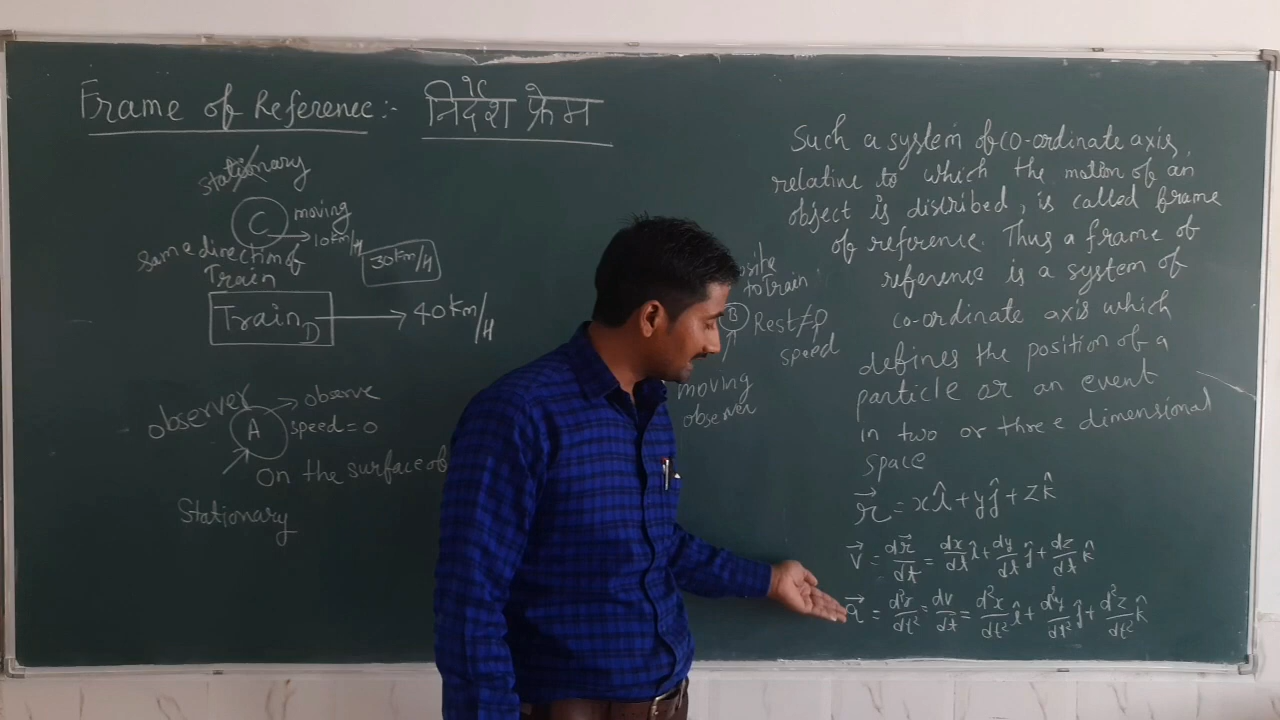 Frame of Reference:- निर्देश फ्रेम
stationary
C moving
10km/H
same direction of
Train
30km/H
Train D 40km/H
observer A observe
speed=0
On the surface of
Stationary
to Train
B Rest/p
speed
moving
observer
Such a system of co-ordinate axis,
relative to which the motion of an
object is distribed, is called frame
of reference. Thus a frame of
reference is a system of
co-ordinate axis which
defines the position of a
particle or an event
in two or three dimensional
space
r⃗ = xî+yĵ+zk̂
v⃗ = dr⃗/dt = dx/dt î+dy/dt ĵ+dz/dt k̂
a⃗ = d²r/dt² = dv/dt = d²x/dt² î+d²y/dt² ĵ+d²z/dt² k̂